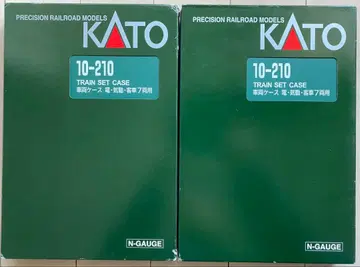 PRECISION RAILROAD MODELS
KATO
10-210
TRAIN SET CASE
車両ケース 電・気動・客車7両用
N-GAUGE
PRECISION RAILROAD MODELS
KATO
10-210
TRAIN SET CASE
車両ケース 電・気動・客車7両用
N-GAUGE